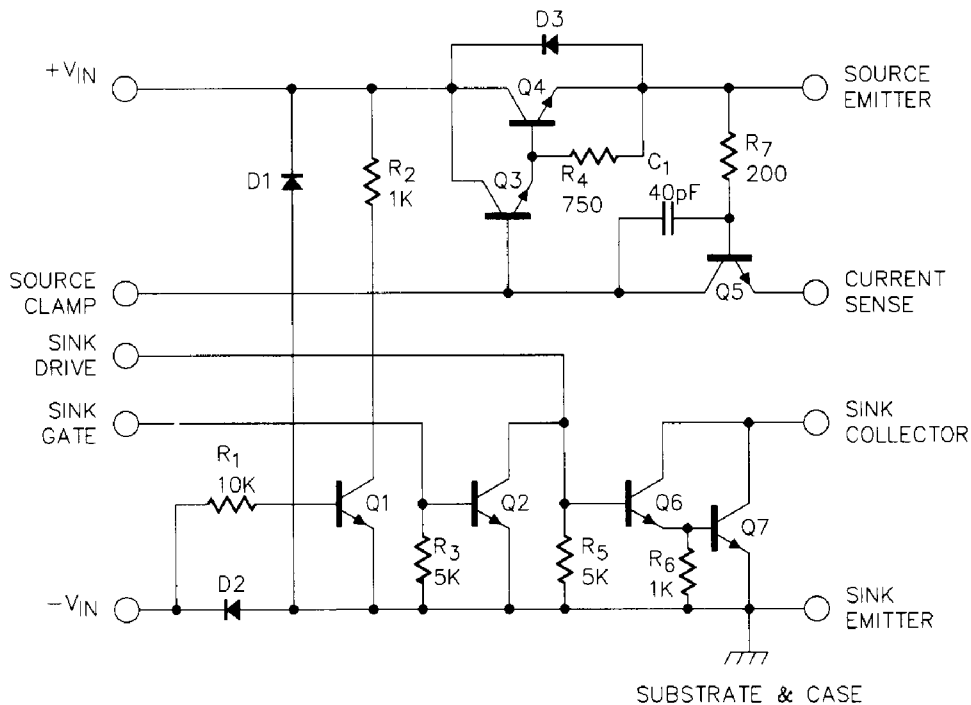 D3
+VIN
Q4
SOURCE
EMITTER
R2
1K
D1
Q3
R4
750
C1
40pF
R7
200
SOURCE
CLAMP
Q5
CURRENT
SENSE
SINK
DRIVE
SINK
GATE
SINK
COLLECTOR
R1
10K
Q1
Q2
Q6
Q7
R3
5K
R5
5K
R6
1K
D2
-VIN
SINK
EMITTER
SUBSTRATE & CASE